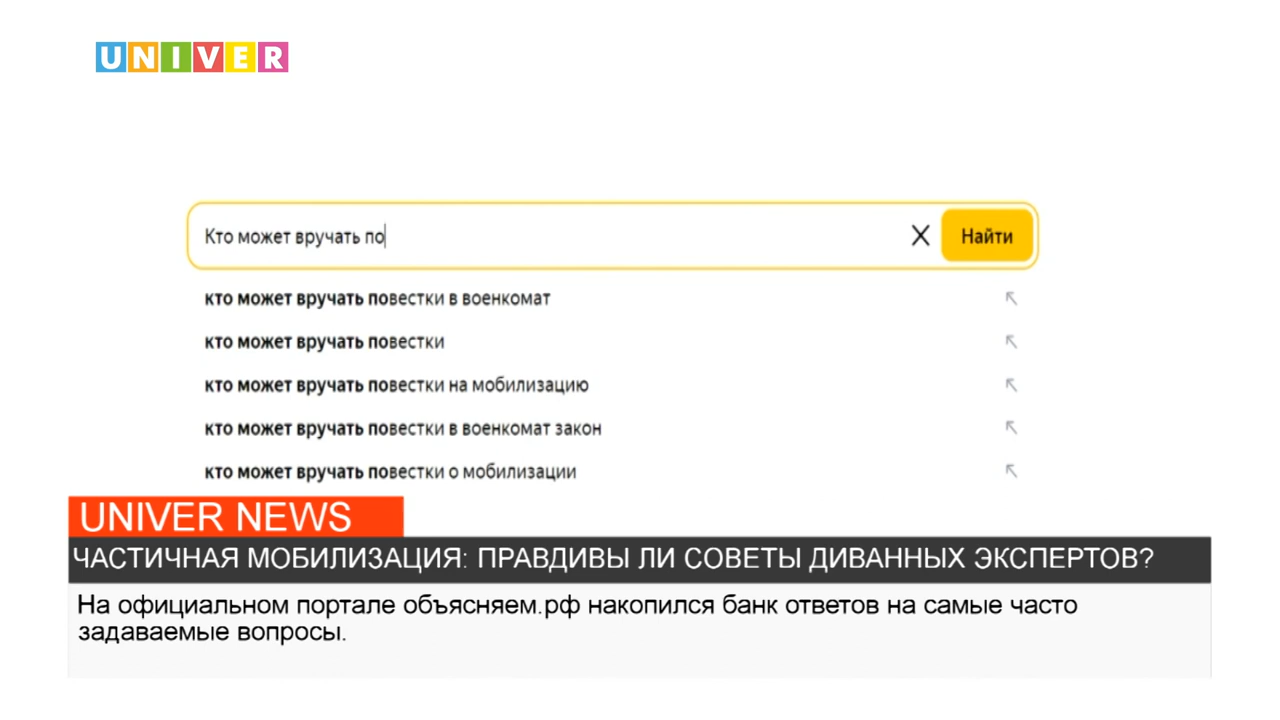 UNIVER
Кто может вручать по
Найти
кто может вручать повестки в военкомат
кто может вручать повестки
кто может вручать повестки на мобилизацию
кто может вручать повестки в военкомат закон
кто может вручать повестки о мобилизации
UNIVER NEWS
ЧАСТИЧНАЯ МОБИЛИЗАЦИЯ: ПРАВДИВЫ ЛИ СОВЕТЫ ДИВАННЫХ ЭКСПЕРТОВ?
На официальном портале объясняем.рф накопился банк ответов на самые часто
задаваемые вопросы.